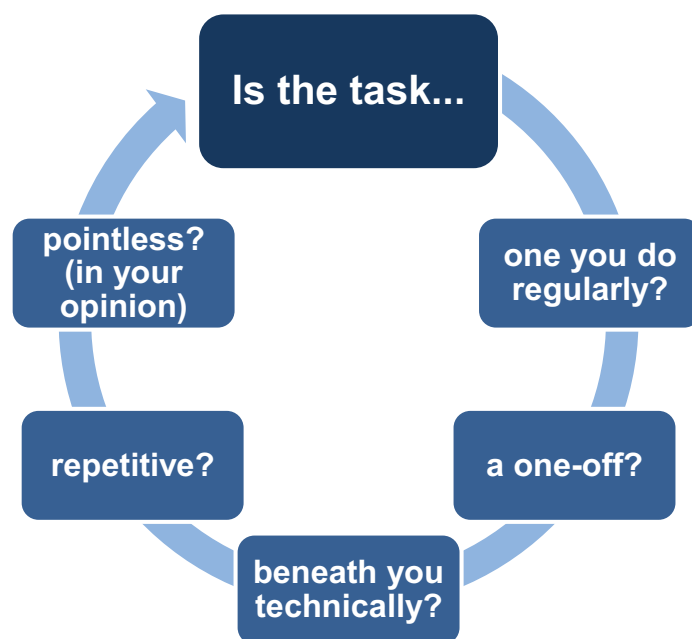 Is the task...
one you do
regularly?
a one-off?
beneath you
technically?
repetitive?
pointless?
(in your
opinion)